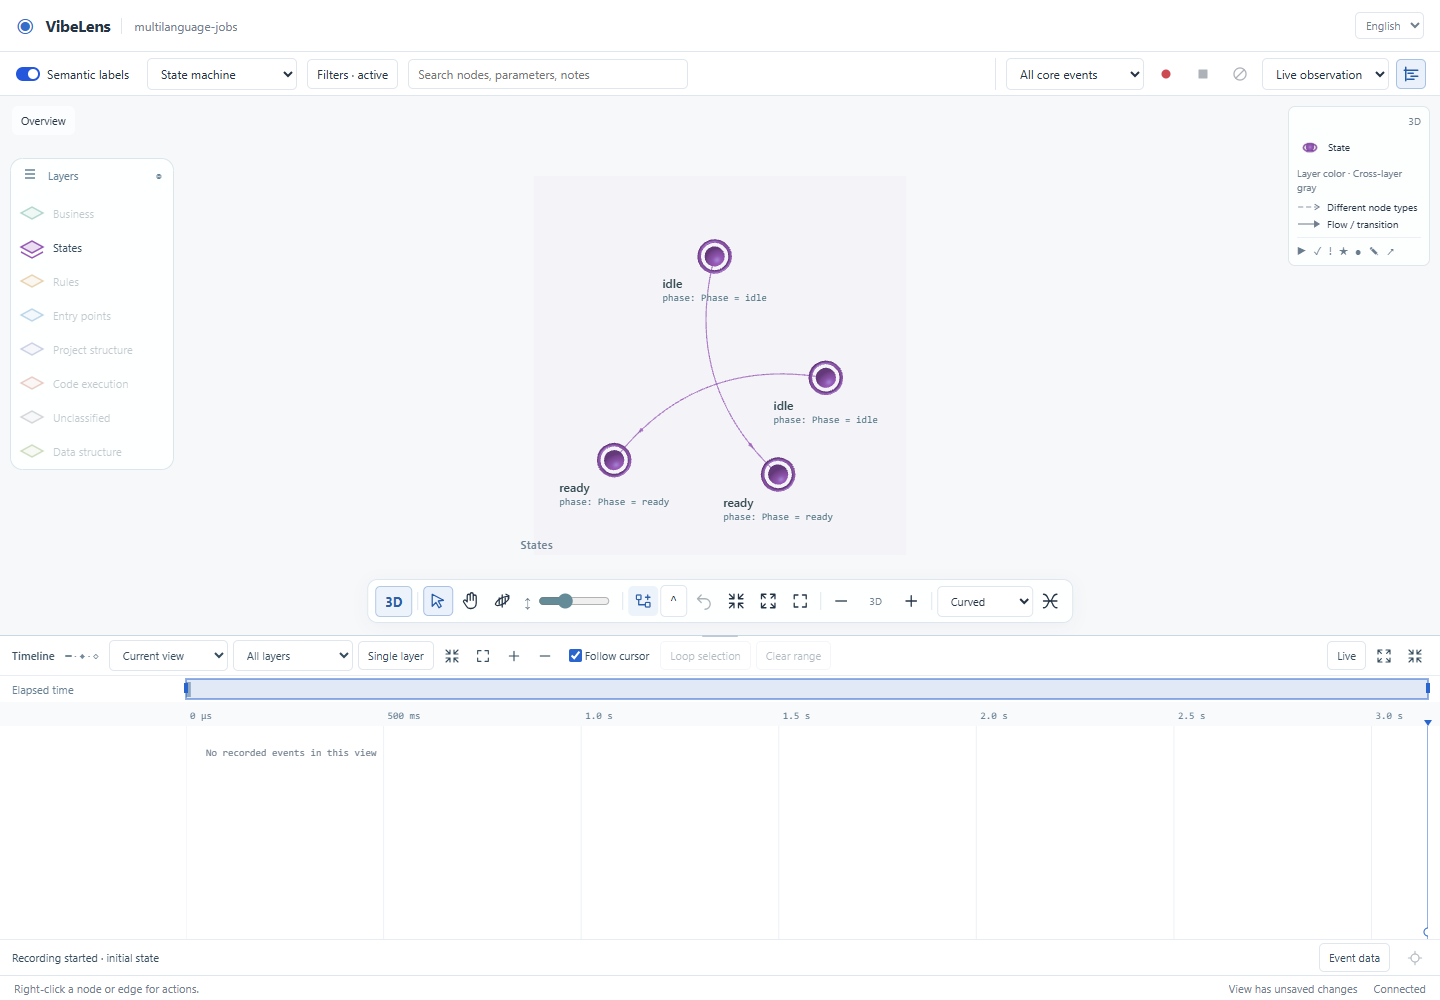 VibeLens
multilanguage-jobs
English
Semantic labels
State machine
Filters · active
Search nodes, parameters, notes
All core events
Live observation
Overview
3D
State
Layer color · Cross-layer
gray
Different node types
Flow / transition
Layers
Business
States
Rules
Entry points
Project structure
Code execution
Unclassified
Data structure
idle
phase: Phase = idle
idle
phase: Phase = idle
ready
phase: Phase = ready
ready
phase: Phase = ready
States
3D
3D
Curved
Timeline
Current view
All layers
Single layer
Follow cursor
Loop selection
Clear range
Live
Elapsed time
0 µs
500 ms
1.0 s
1.5 s
2.0 s
2.5 s
3.0 s
No recorded events in this view
Recording started · initial state
Event data
Right-click a node or edge for actions.
View has unsaved changes
Connected